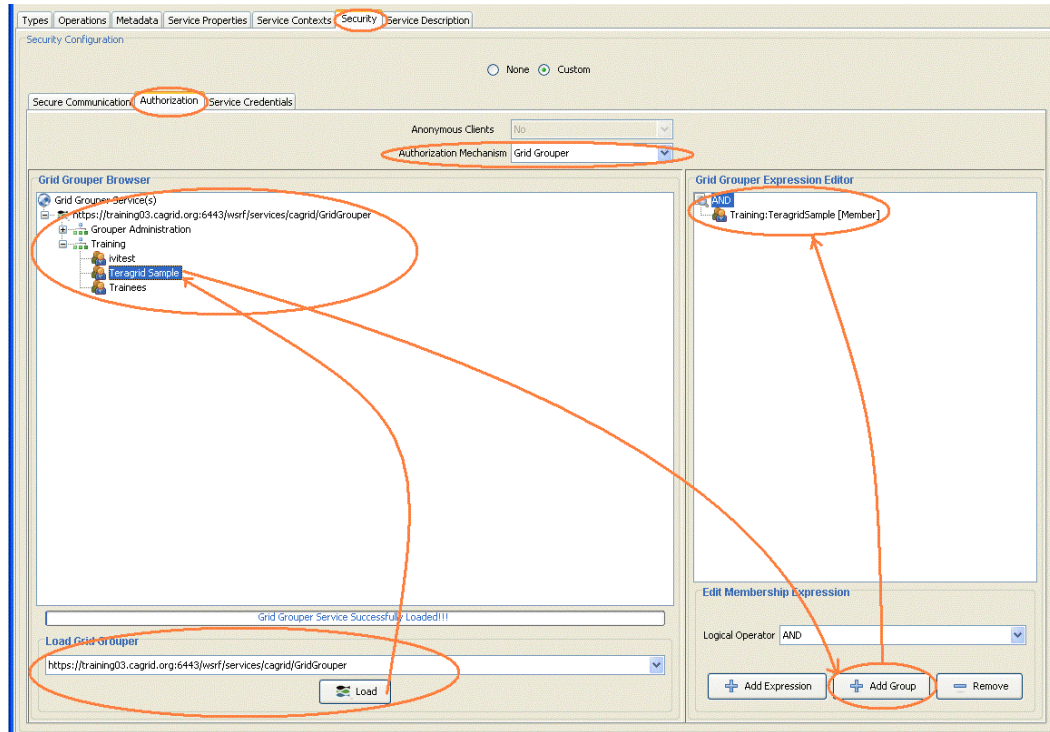 Types Operations Metadata Service Properties Service Contexts Security Service Description
Security Configuration
None Custom
Secure Communication Authorization Service Credentials
Anonymous Clients No
Authorization Mechanism Grid Grouper
Grid Grouper Browser
Grid Grouper Service(s)
https://training03.cagrid.org:6443/wsrf/services/cagrid/GridGrouper
Grouper Administration
Training
ivitest
Teragrid Sample
Trainees
Grid Grouper Service Successfully Loaded!!!
Load Grid Grouper
https://training03.cagrid.org:6443/wsrf/services/cagrid/GridGrouper
Load
Grid Grouper Expression Editor
AND
Training:TeragridSample [Member]
Edit Membership Expression
Logical Operator AND
Add Expression Add Group Remove